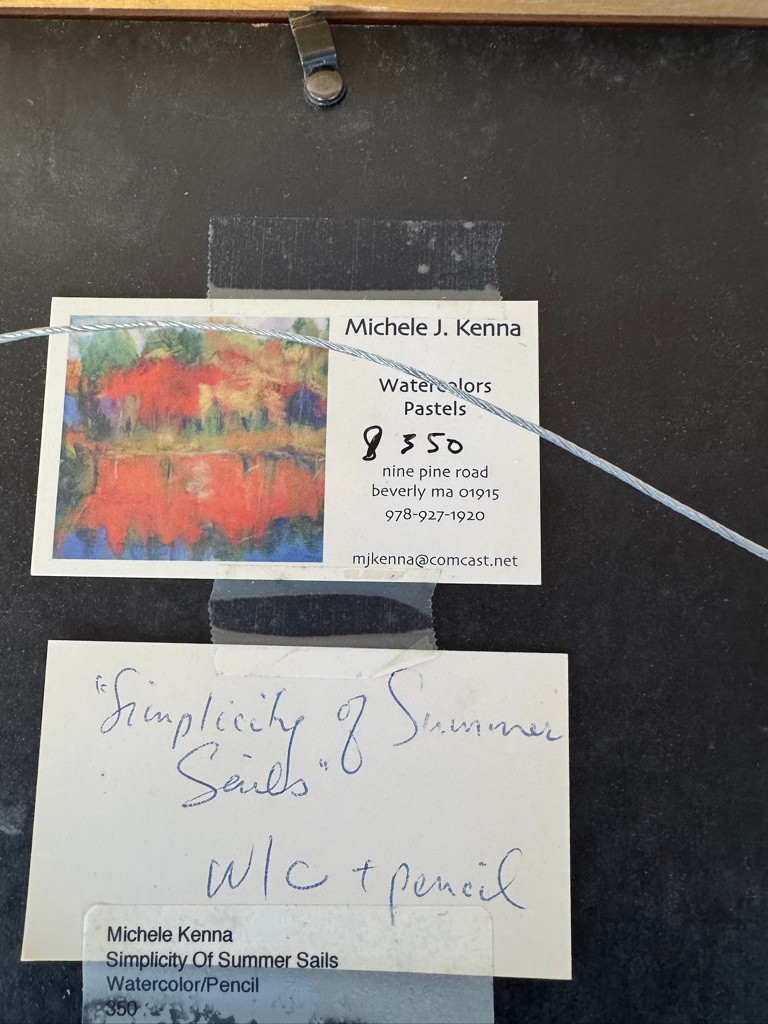 Michele J. Kenna
Watercolors
Pastels
$ 350
nine pine road
beverly ma 01915
978-927-1920
mjkenna@comcast.net
"Simplicity of Summer
Sails"
W/C + pencil
Michele Kenna
Simplicity Of Summer Sails
Watercolor/Pencil
350